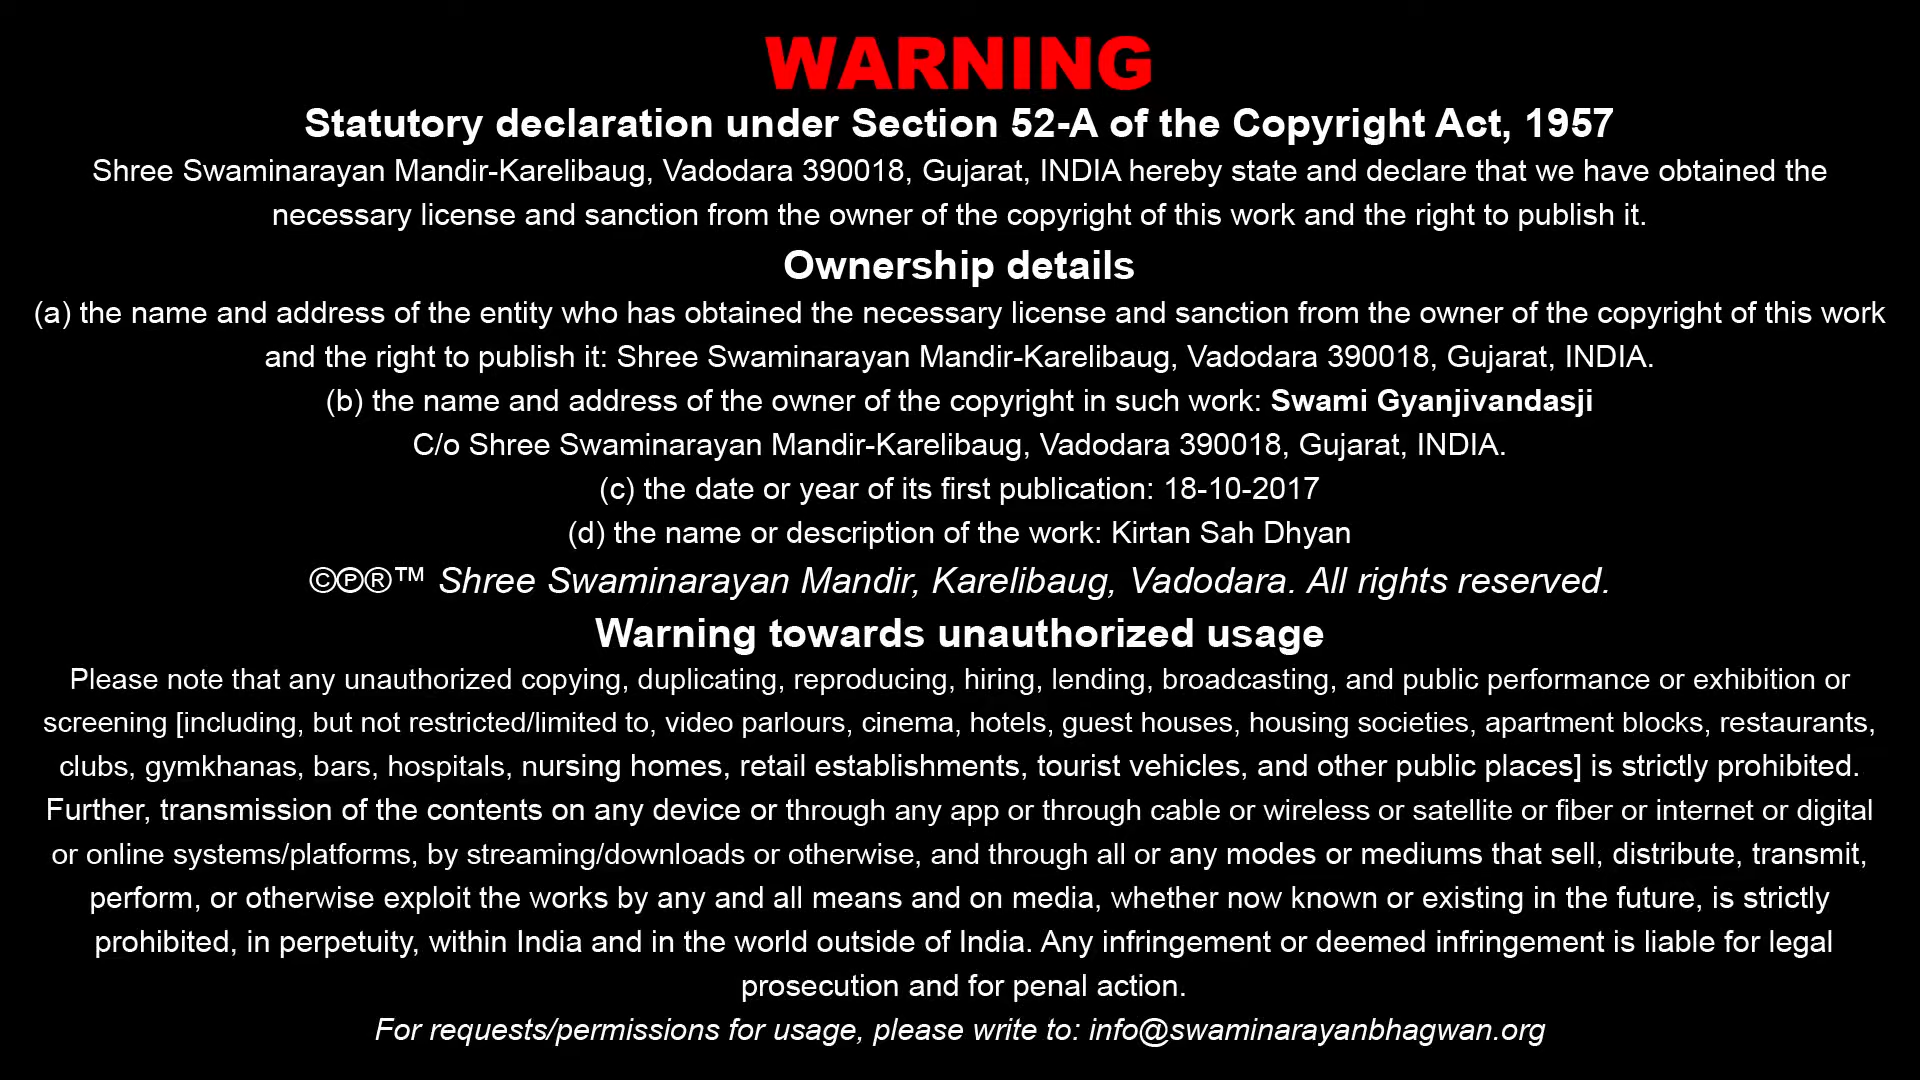 WARNING
Statutory declaration under Section 52-A of the Copyright Act, 1957
Shree Swaminarayan Mandir-Karelibaug, Vadodara 390018, Gujarat, INDIA hereby state and declare that we have obtained the
necessary license and sanction from the owner of the copyright of this work and the right to publish it.
Ownership details
(a) the name and address of the entity who has obtained the necessary license and sanction from the owner of the copyright of this work
and the right to publish it: Shree Swaminarayan Mandir-Karelibaug, Vadodara 390018, Gujarat, INDIA.
(b) the name and address of the owner of the copyright in such work: Swami Gyanjivandasji
C/o Shree Swaminarayan Mandir-Karelibaug, Vadodara 390018, Gujarat, INDIA.
(c) the date or year of its first publication: 18-10-2017
(d) the name or description of the work: Kirtan Sah Dhyan
©℗®™ Shree Swaminarayan Mandir, Karelibaug, Vadodara. All rights reserved.
Warning towards unauthorized usage
Please note that any unauthorized copying, duplicating, reproducing, hiring, lending, broadcasting, and public performance or exhibition or
screening [including, but not restricted/limited to, video parlours, cinema, hotels, guest houses, housing societies, apartment blocks, restaurants,
clubs, gymkhanas, bars, hospitals, nursing homes, retail establishments, tourist vehicles, and other public places] is strictly prohibited.
Further, transmission of the contents on any device or through any app or through cable or wireless or satellite or fiber or internet or digital
or online systems/platforms, by streaming/downloads or otherwise, and through all or any modes or mediums that sell, distribute, transmit,
perform, or otherwise exploit the works by any and all means and on media, whether now known or existing in the future, is strictly
prohibited, in perpetuity, within India and in the world outside of India. Any infringement or deemed infringement is liable for legal
prosecution and for penal action.
For requests/permissions for usage, please write to: info@swaminarayanbhagwan.org